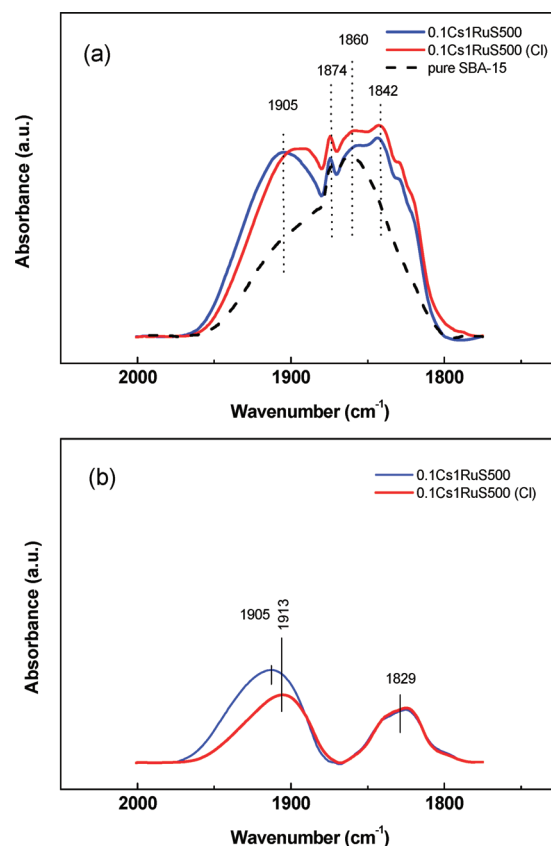 (a)
0.1Cs1RuS500
0.1Cs1RuS500 (Cl)
pure SBA-15
1905
1874
1860
1842
Absorbance (a.u.)
2000
1900
1800
Wavenumber (cm⁻¹)
(b)
0.1Cs1RuS500
0.1Cs1RuS500 (Cl)
1905
1913
1829
Absorbance (a.u.)
2000
1900
1800
Wavenumber (cm⁻¹)